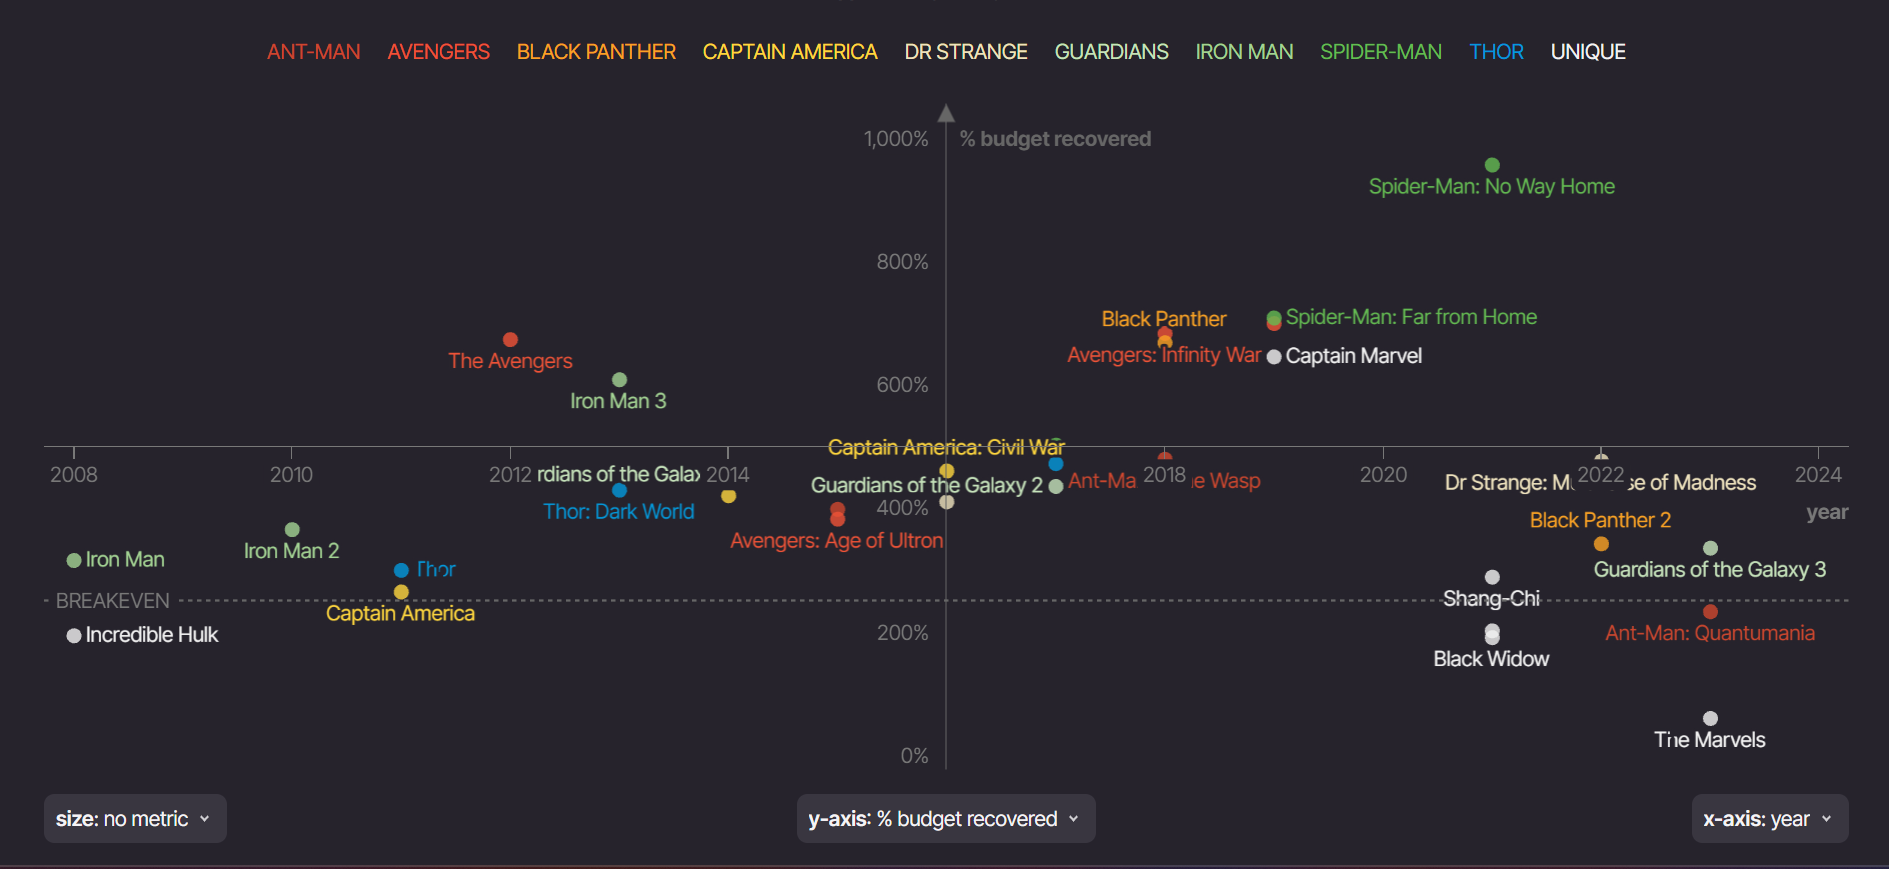 ANT-MAN AVENGERS BLACK PANTHER CAPTAIN AMERICA DR STRANGE GUARDIANS IRON MAN SPIDER-MAN THOR UNIQUE
1,000% % budget recovered
Spider-Man: No Way Home
800%
Black Panther
Spider-Man: Far from Home
Avengers: Infinity War
Captain Marvel
The Avengers
600%
Iron Man 3
Captain America: Civil War
2008 2010 2012 rdians of the Galax 2014 2018 2020 2022 2024
Guardians of the Galaxy 2
Ant-Ma e Wasp
Dr Strange: M se of Madness
400%
year
Thor: Dark World
Black Panther 2
Avengers: Age of Ultron
Iron Man 2
Iron Man
Thor
Guardians of the Galaxy 3
BREAKEVEN
Shang-Chi
Captain America
Incredible Hulk
200%
Ant-Man: Quantumania
Black Widow
The Marvels
0%
size: no metric
y-axis: % budget recovered
x-axis: year